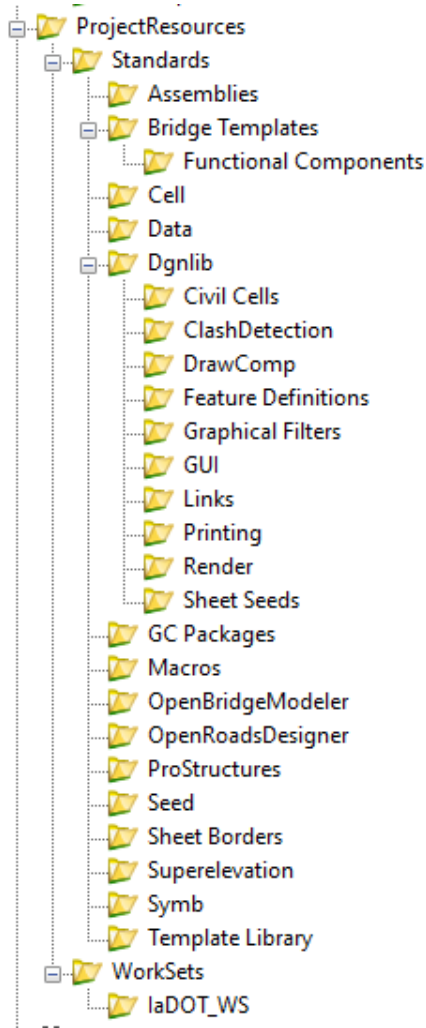 ProjectResources
Standards
Assemblies
Bridge Templates
Functional Components
Cell
Data
Dgnlib
Civil Cells
ClashDetection
DrawComp
Feature Definitions
Graphical Filters
GUI
Links
Printing
Render
Sheet Seeds
GC Packages
Macros
OpenBridgeModeler
OpenRoadsDesigner
ProStructures
Seed
Sheet Borders
Superelevation
Symb
Template Library
WorkSets
IaDOT_WS